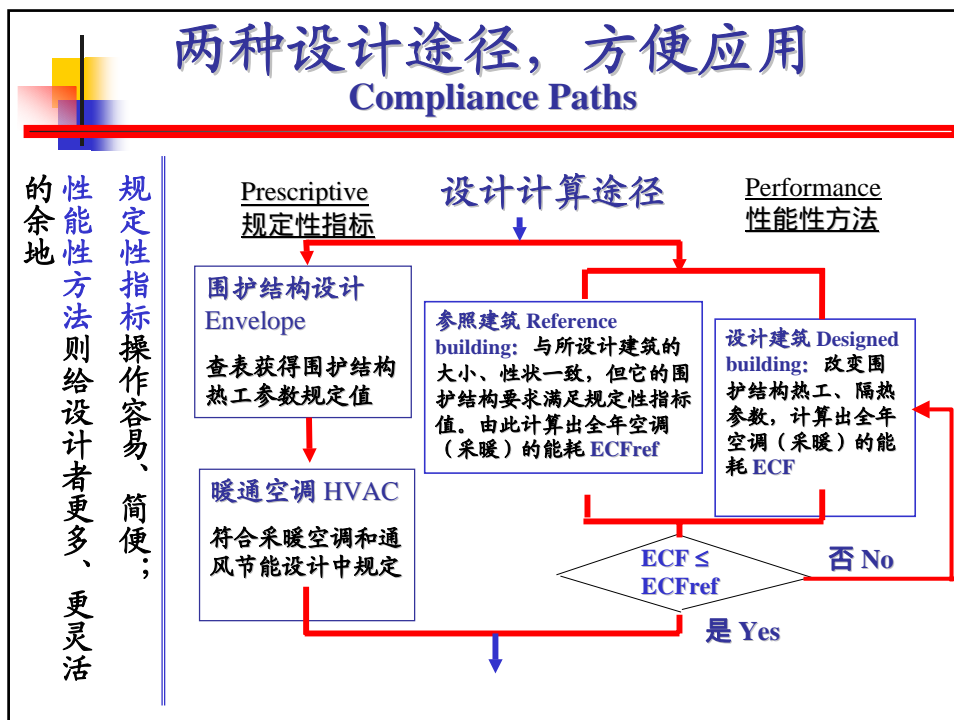 两种设计途径，方便应用
Compliance Paths
规定性指标操作容易、简便；
性能性方法则给设计者更多、更灵活
的余地
Prescriptive
规定性指标
设计计算途径
Performance
性能性方法
围护结构设计
Envelope
查表获得围护结构
热工参数规定值
暖通空调 HVAC
符合采暖空调和通
风节能设计中规定
参照建筑 Reference
building：与所设计建筑的
大小、性状一致，但它的围
护结构要求满足规定性指标
值。由此计算出全年空调
（采暖）的能耗 ECFref
设计建筑 Designed
building：改变围
护结构热工、隔热
参数，计算出全年
空调（采暖）的能
耗 ECF
ECF ≤
ECFref
否 No
是 Yes